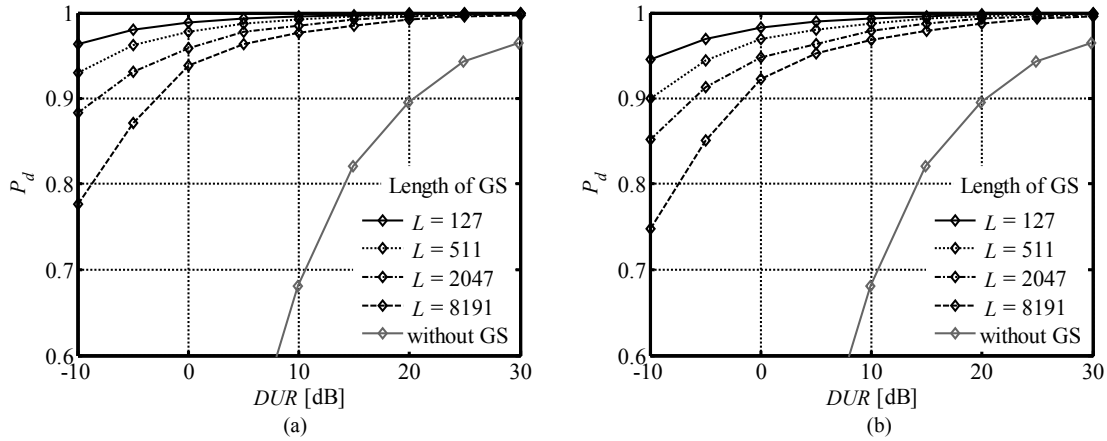 1
0.9
0.8
0.7
0.6
P_d
-10 0 10 20 30
DUR [dB]
Length of GS
L = 127
L = 511
L = 2047
L = 8191
without GS
(a)
1
0.9
0.8
0.7
0.6
P_d
-10 0 10 20 30
DUR [dB]
Length of GS
L = 127
L = 511
L = 2047
L = 8191
without GS
(b)